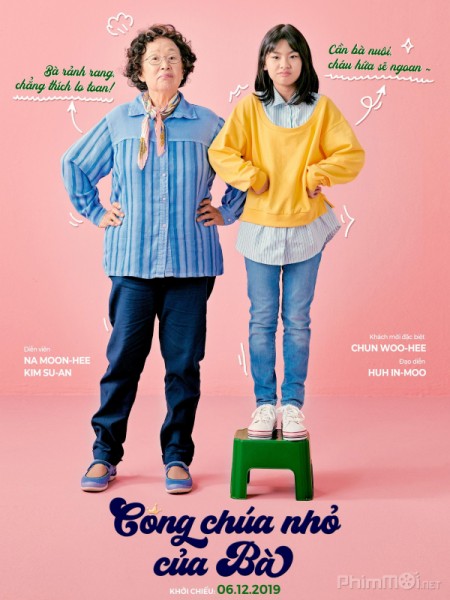 Bà rảnh rang,
chẳng thích lo toan!
Cần bà nuôi,
cháu hứa sẽ ngoan ~
Diễn viên
NA MOON-HEE
KIM SU-AN
Khách mời đặc biệt
CHUN WOO-HEE
Đạo diễn
HUH IN-MOO
Công chúa nhỏ
của Bà
KHỞI CHIẾU 06.12.2019
PHIMMOI.NET